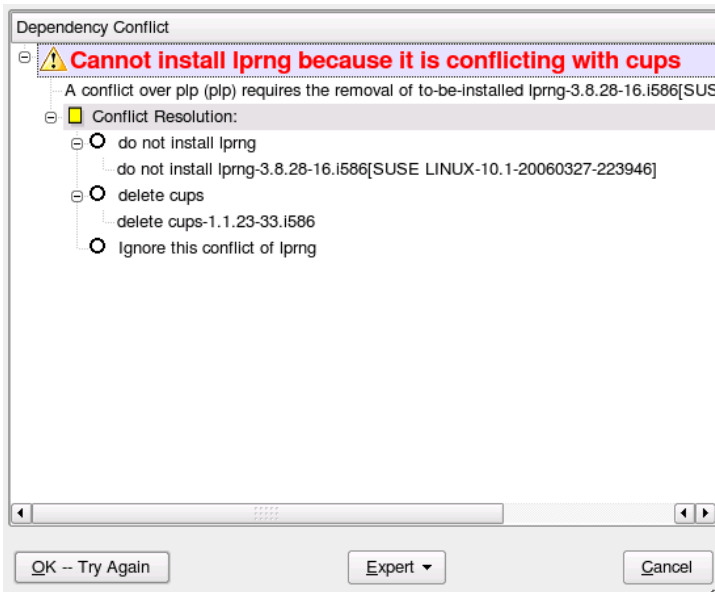 Dependency Conflict
Cannot install lprng because it is conflicting with cups
A conflict over plp (plp) requires the removal of to-be-installed lprng-3.8.28-16.i586[SUS
Conflict Resolution:
do not install lprng
do not install lprng-3.8.28-16.i586[SUSE LINUX-10.1-20060327-223946]
delete cups
delete cups-1.1.23-33.i586
Ignore this conflict of lprng
OK -- Try Again Expert Cancel